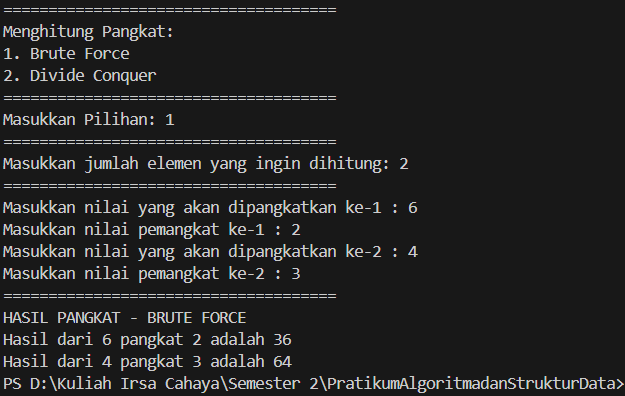 =====================================
Menghitung Pangkat:
1. Brute Force
2. Divide Conquer
=====================================
Masukkan Pilihan: 1
=====================================
Masukkan jumlah elemen yang ingin dihitung: 2
=====================================
Masukkan nilai yang akan dipangkatkan ke-1 : 6
Masukkan nilai pemangkat ke-1 : 2
Masukkan nilai yang akan dipangkatkan ke-2 : 4
Masukkan nilai pemangkat ke-2 : 3
=====================================
HASIL PANGKAT - BRUTE FORCE
Hasil dari 6 pangkat 2 adalah 36
Hasil dari 4 pangkat 3 adalah 64
PS D:\Kuliah Irsa Cahaya\Semester 2\PratikumAlgoritmadanStrukturData>